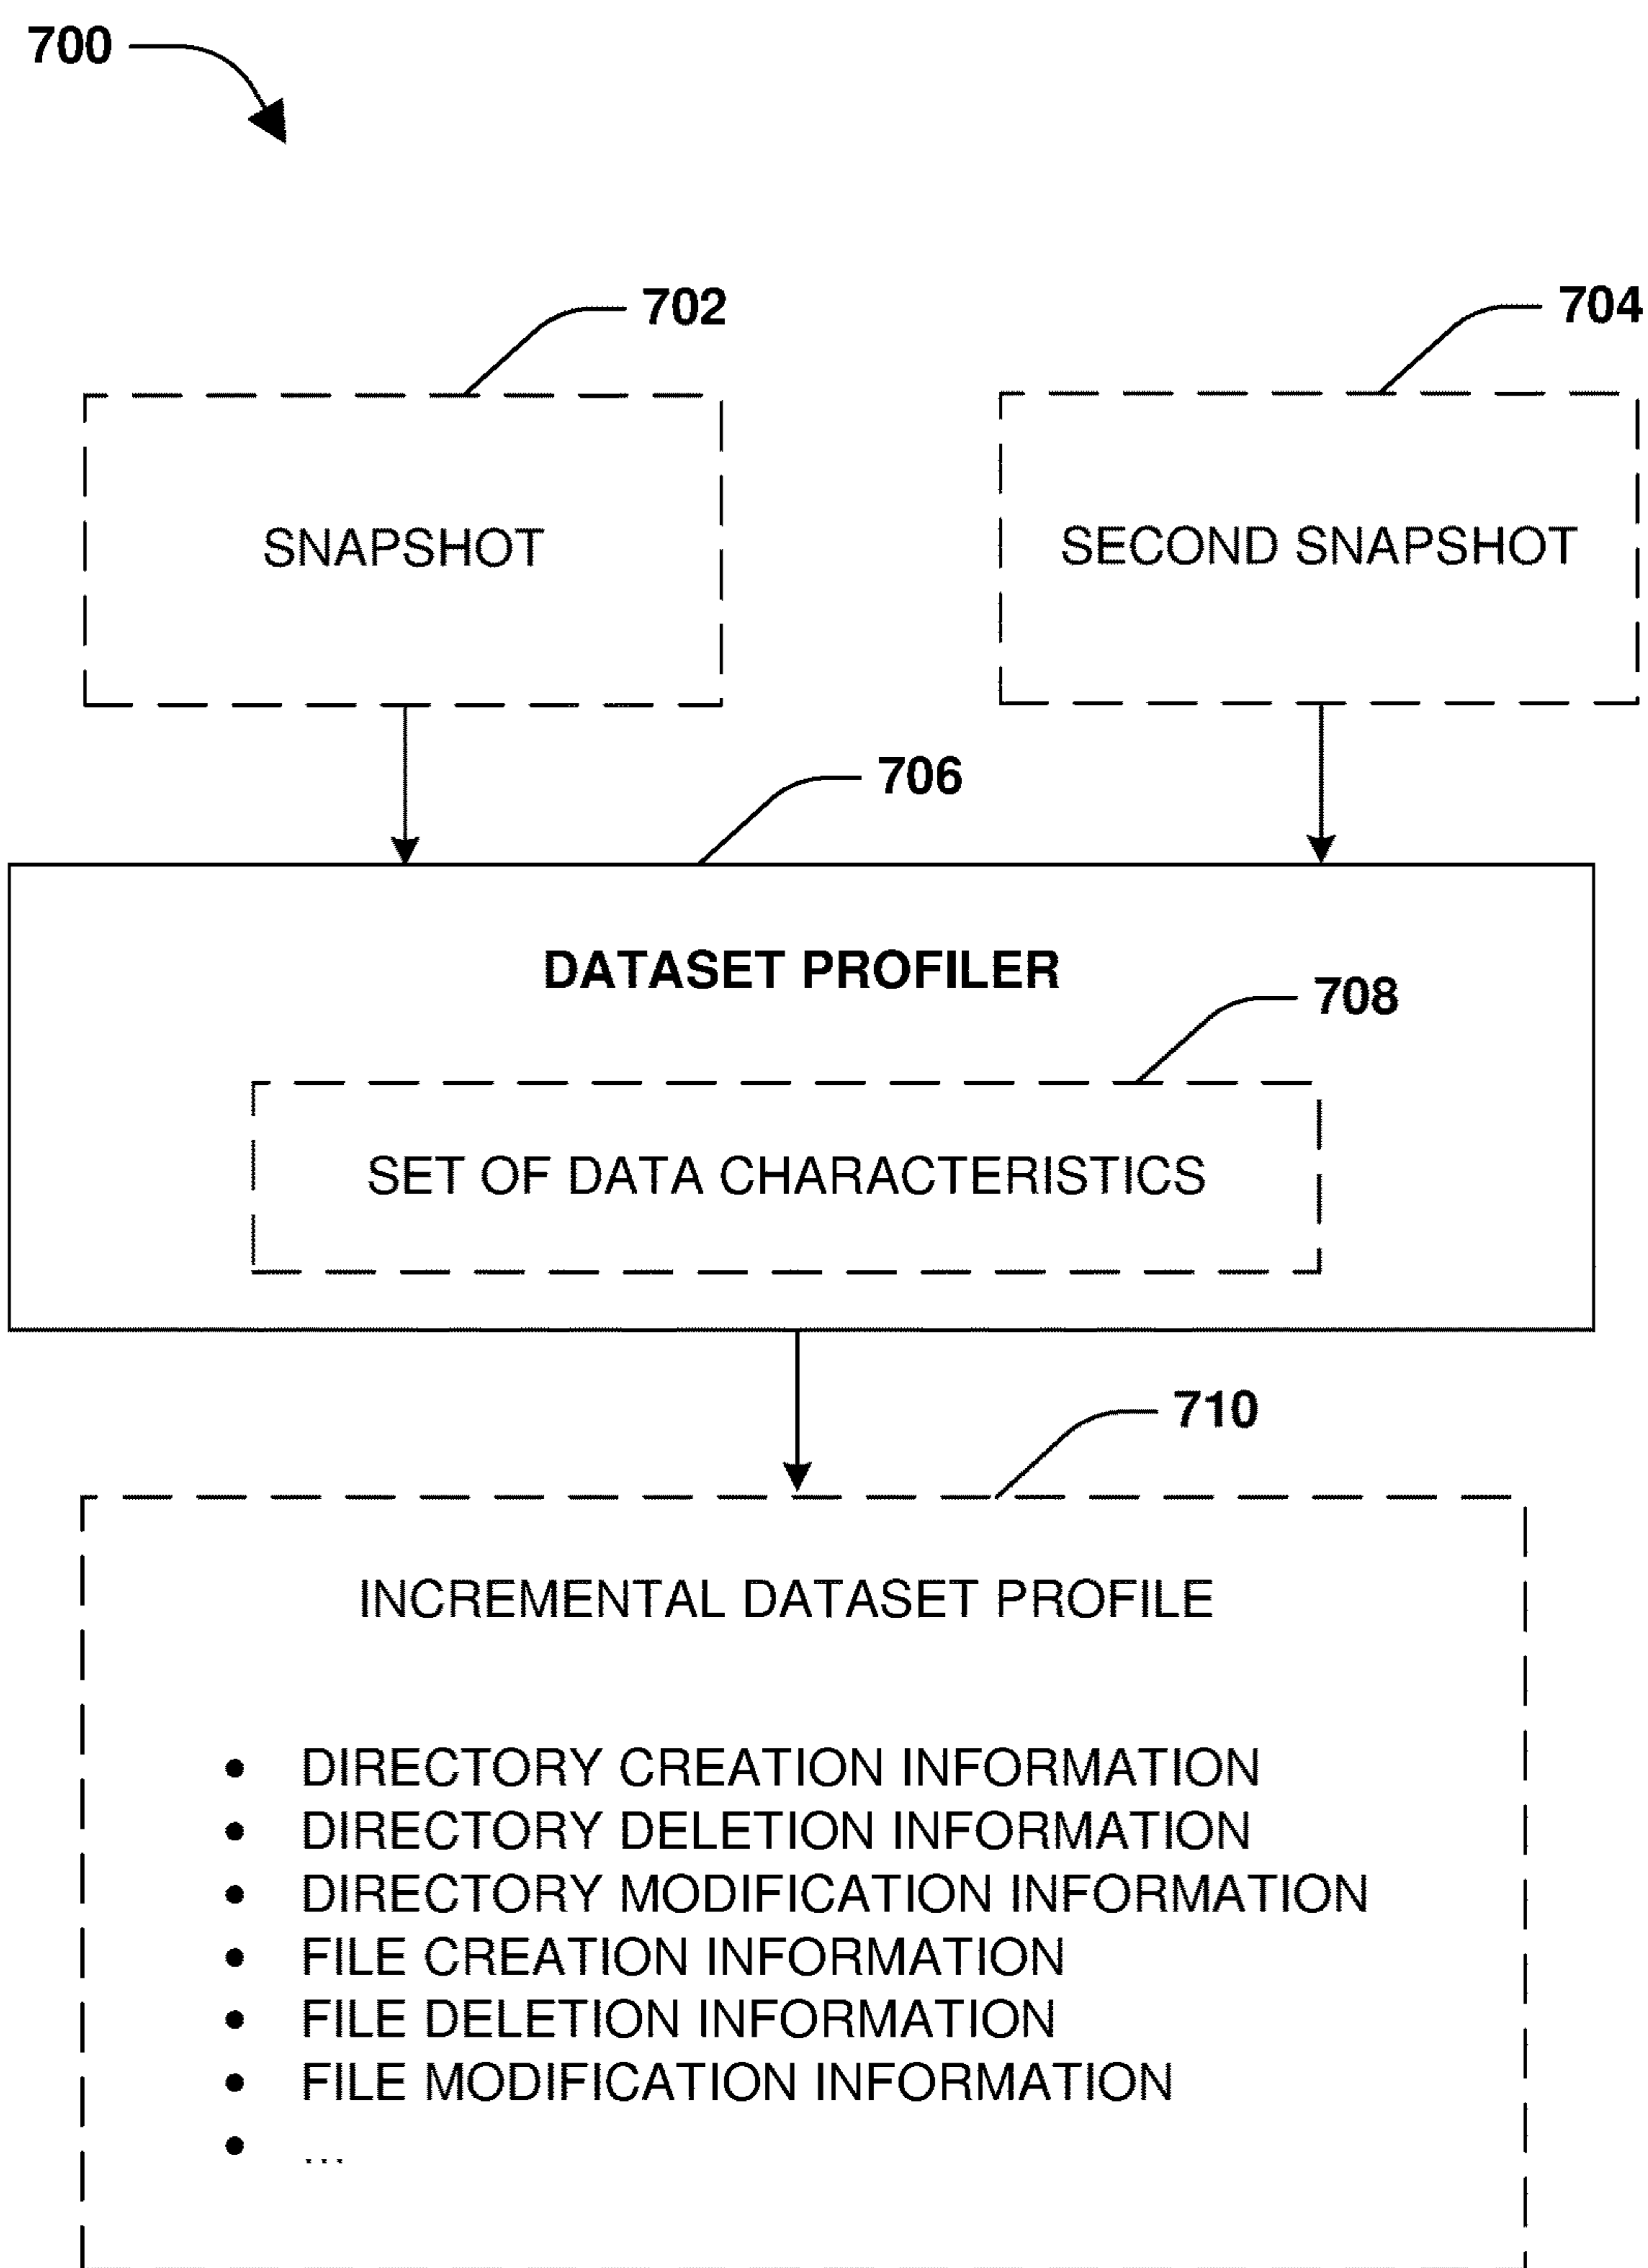 700
702
704
SNAPSHOT
SECOND SNAPSHOT
706
DATASET PROFILER
708
SET OF DATA CHARACTERISTICS
710
INCREMENTAL DATASET PROFILE
• DIRECTORY CREATION INFORMATION
• DIRECTORY DELETION INFORMATION
• DIRECTORY MODIFICATION INFORMATION
• FILE CREATION INFORMATION
• FILE DELETION INFORMATION
• FILE MODIFICATION INFORMATION
• ...